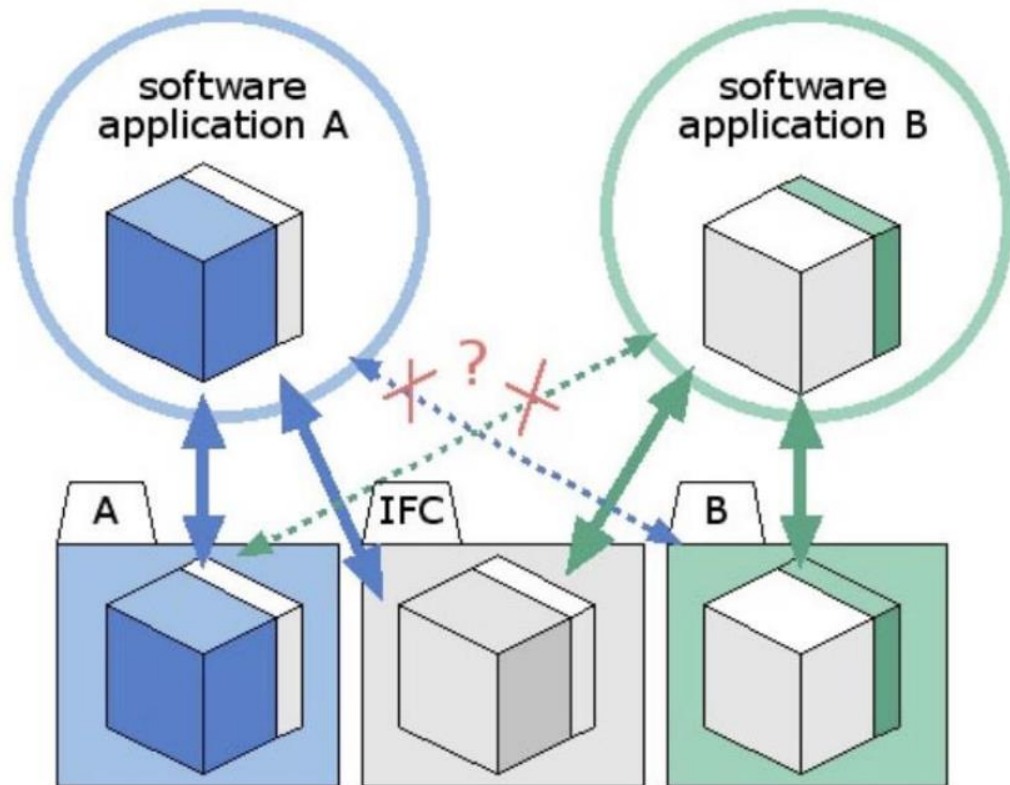 software
application A
software
application B
?
A
IFC
B